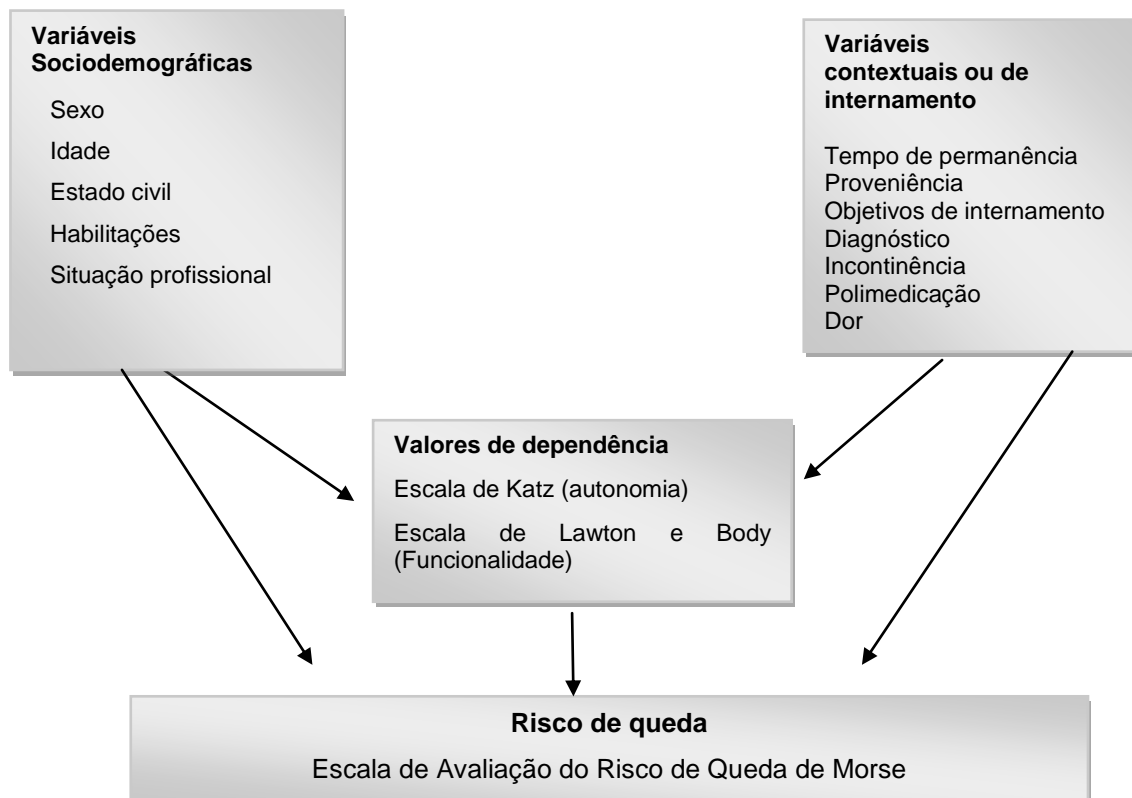 Variáveis
Sociodemográficas
Sexo
Idade
Estado civil
Habilitações
Situação profissional
Variáveis
contextuais ou de
internamento
Tempo de permanência
Proveniência
Objetivos de internamento
Diagnóstico
Incontinência
Polimedicação
Dor
Valores de dependência
Escala de Katz (autonomia)
Escala de Lawton e Body
(Funcionalidade)
Risco de queda
Escala de Avaliação do Risco de Queda de Morse